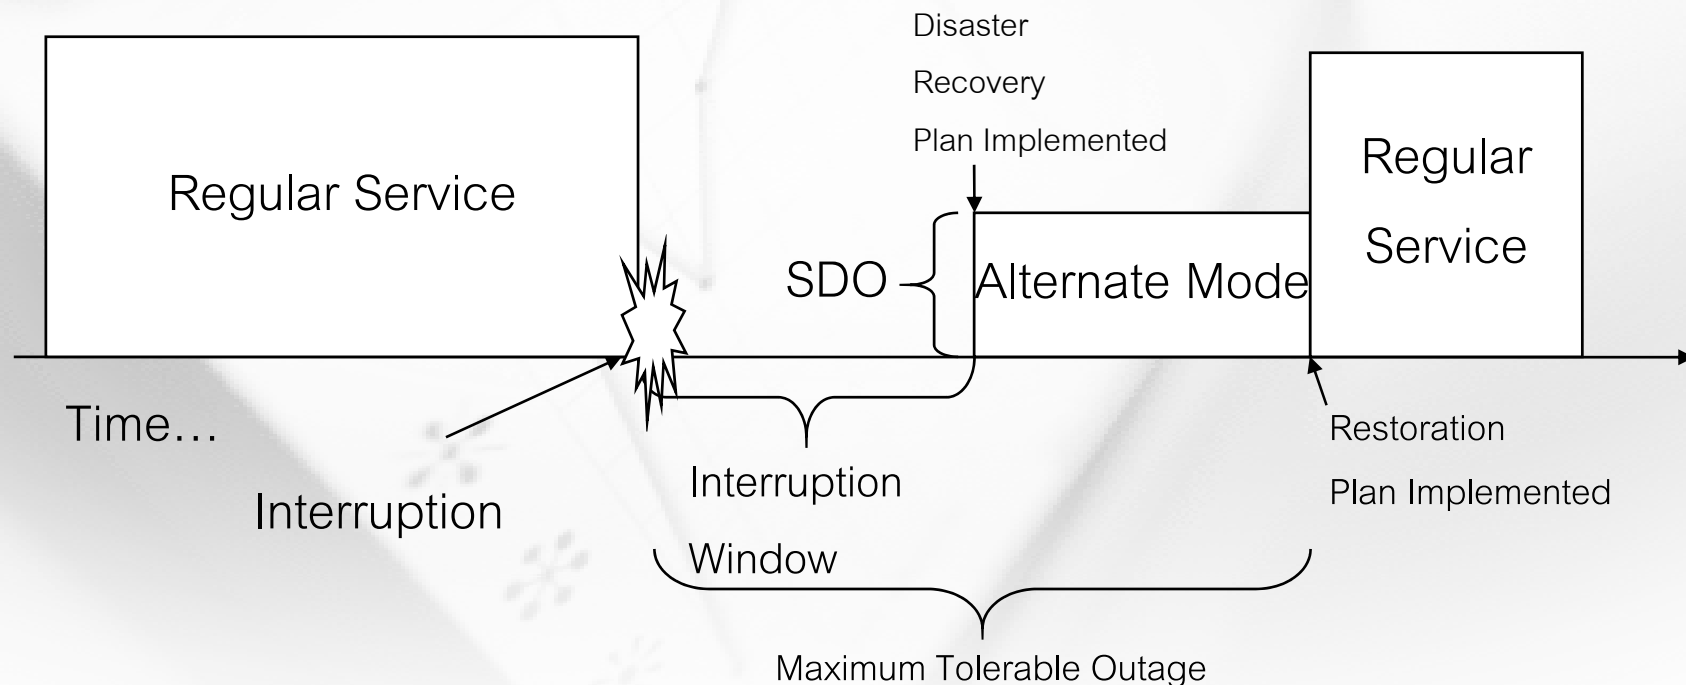 Disaster
Recovery
Plan Implemented
Regular Service
Regular
Service
SDO
Alternate Mode
Time…
Interruption
Interruption
Window
Restoration
Plan Implemented
Maximum Tolerable Outage